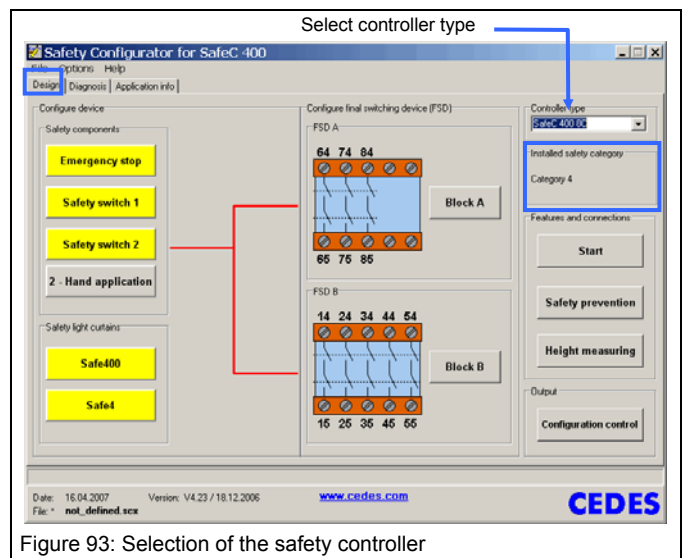 Select controller type
Safety Configurator for SafeC 400
File Options Help
Design Diagnosis Application info
Configure device
Safety components
Emergency stop
Safety switch 1
Safety switch 2
2 - Hand application
Safety light curtains
Safe400
Safe4
Configure final switching device (FSD)
FSD A
64 74 84
65 75 85
Block A
FSD B
14 24 34 44 54
15 25 35 45 55
Block B
Controller type
SafeC 400 8C
Installed safety category
Category 4
Features and connections
Start
Safety prevention
Height measuring
Output
Configuration control
Date: 16.04.2007 Version: V4.23 / 18.12.2006 www.cedes.com
File: * not_defined.scx
CEDES
Figure 93: Selection of the safety controller